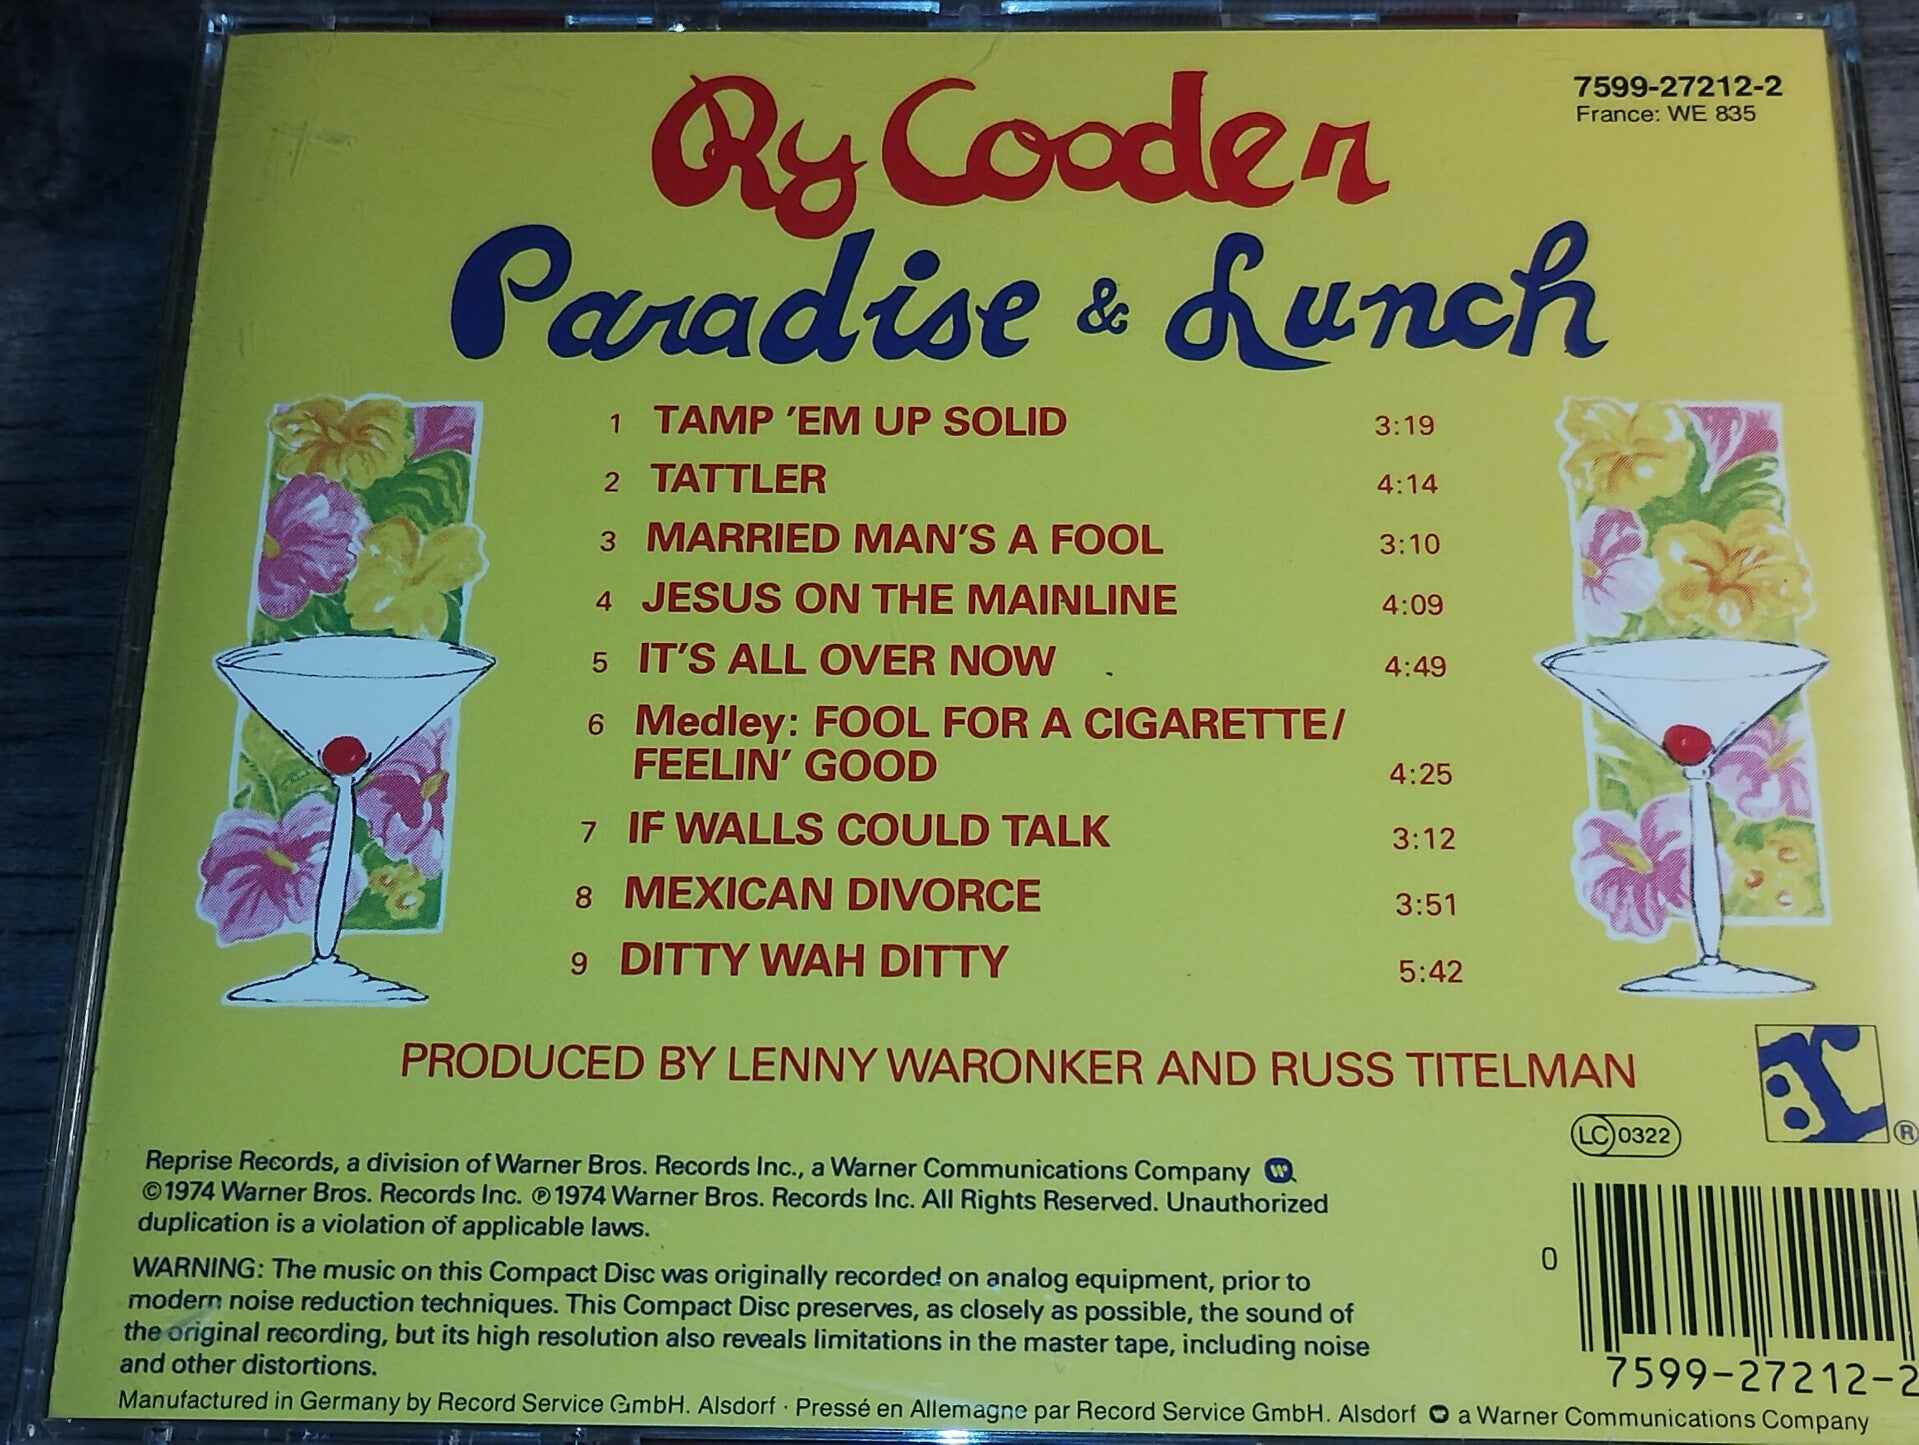 Ry Cooder
7599-27212-2
France: WE 835
Paradise & Lunch
1 TAMP 'EM UP SOLID 3:19
2 TATTLER 4:14
3 MARRIED MAN'S A FOOL 3:10
4 JESUS ON THE MAINLINE 4:09
5 IT'S ALL OVER NOW 4:49
6 Medley: FOOL FOR A CIGARETTE/
FEELIN' GOOD 4:25
7 IF WALLS COULD TALK 3:12
8 MEXICAN DIVORCE 3:51
9 DITTY WAH DITTY 5:42
PRODUCED BY LENNY WARONKER AND RUSS TITELMAN
®
LC 0322
Reprise Records, a division of Warner Bros. Records Inc., a Warner Communications Company
©1974 Warner Bros. Records Inc. ℗1974 Warner Bros. Records Inc. All Rights Reserved. Unauthorized
duplication is a violation of applicable laws.
WARNING: The music on this Compact Disc was originally recorded on analog equipment, prior to
modern noise reduction techniques. This Compact Disc preserves, as closely as possible, the sound of
the original recording, but its high resolution also reveals limitations in the master tape, including noise
and other distortions.
0
7599-27212-2
Manufactured in Germany by Record Service GmbH. Alsdorf · Pressé en Allemagne par Record Service GmbH. Alsdorf a Warner Communications Company